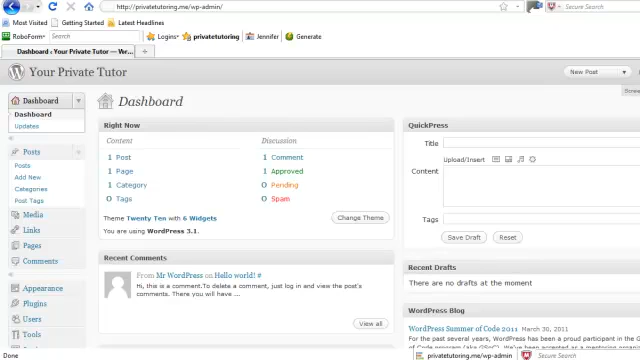 http://privatetutoring.me/wp-admin/
Secure Search
Most Visited Getting Started Latest Headlines
RoboForm Search Logins privatetutoring Jennifer Generate
Dashboard ‹ Your Private Tutor — Wo...
Your Private Tutor
New Post
Scree
Dashboard
Dashboard
Updates
Posts
Posts
Add New
Categories
Post Tags
Media
Links
Pages
Comments
Appearance
Plugins
Users
Tools
Dashboard
Right Now
Content Discussion
1 Post 1 Comment
1 Page 1 Approved
1 Category 0 Pending
0 Tags 0 Spam
Theme Twenty Ten with 6 Widgets
Change Theme
You are using WordPress 3.1.
Recent Comments
From Mr WordPress on Hello world! #
Hi, this is a comment.To delete a comment, just log in and view the post's
comments. There you will have ...
View all
QuickPress
Title
Upload/Insert
Content
Tags
Save Draft Reset
Recent Drafts
There are no drafts at the moment
WordPress Blog
WordPress Summer of Code 2011 March 30, 2011
For the past several years, WordPress has been a proud participant in the G
Done
privatetutoring.me/wp-admin
Secure Search